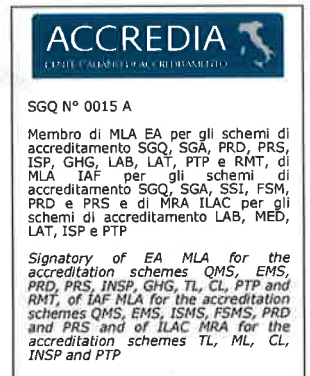 ACCREDIA
L'ENTE ITALIANO DI ACCREDITAMENTO
SGQ N° 0015 A
Membro di MLA EA per gli schemi di
accreditamento SGQ, SGA, PRD, PRS,
ISP, GHG, LAB, LAT, PTP e RMT, di
MLA IAF per gli schemi di
accreditamento SGQ, SGA, SSI, FSM,
PRD e PRS e di MRA ILAC per gli
schemi di accreditamento LAB, MED,
LAT, ISP e PTP
Signatory of EA MLA for the
accreditation schemes QMS, EMS,
PRD, PRS, INSP, GHG, TL, CL, PTP and
RMT, of IAF MLA for the accreditation
schemes QMS, EMS, ISMS, FSMS, PRD
and PRS and of ILAC MRA for the
accreditation schemes TL, ML, CL,
INSP and PTP